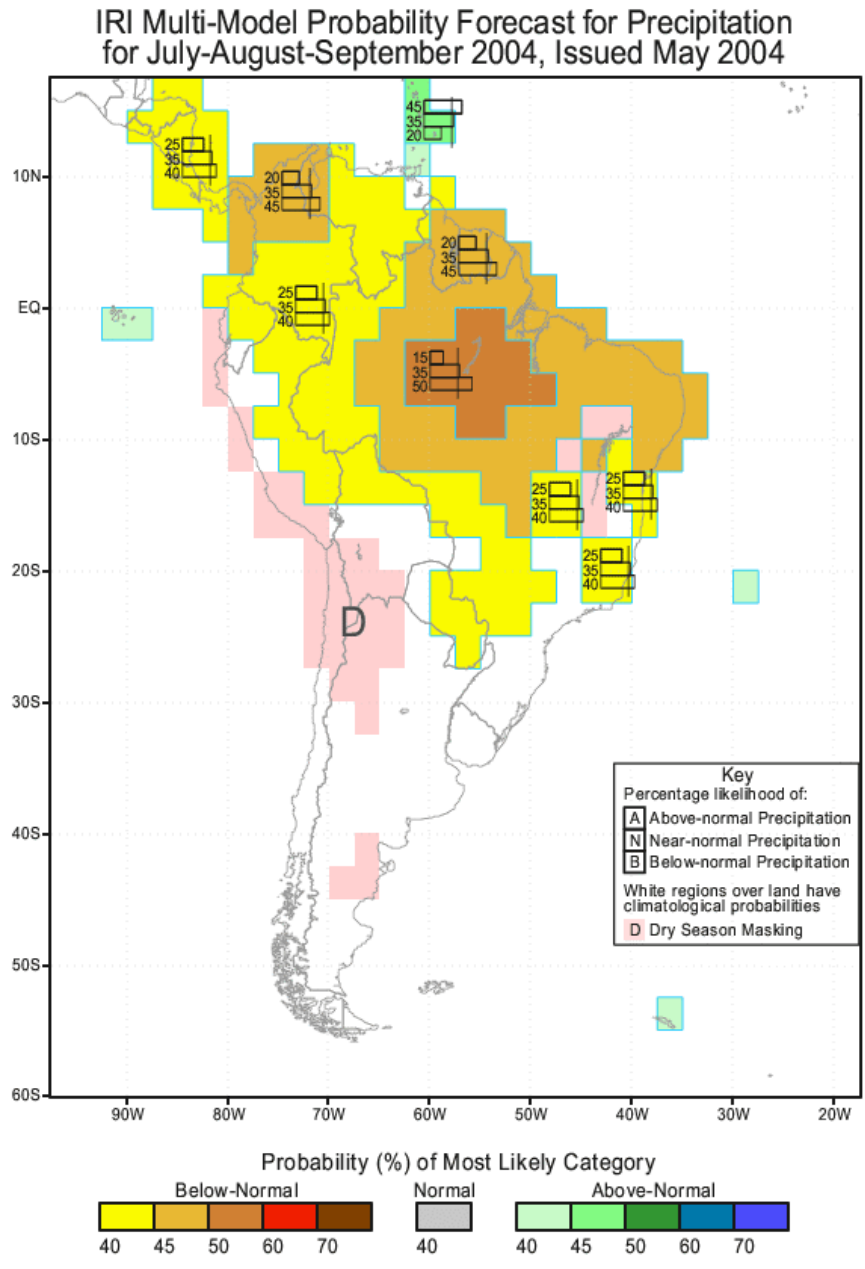 IRI Multi-Model Probability Forecast for Precipitation
for July-August-September 2004, Issued May 2004
45
35
20
25
35
40
10N
20
35
45
20
35
45
25
35
40
EQ
15
35
50
10S
25
35
40
25
35
40
25
35
40
20S
D
30S
Key
Percentage likelihood of:
A Above-normal Precipitation
N Near-normal Precipitation
B Below-normal Precipitation
White regions over land have
climatological probabilities
D Dry Season Masking
40S
50S
60S
90W 80W 70W 60W 50W 40W 30W 20W
Probability (%) of Most Likely Category
Below-Normal Normal Above-Normal
40 45 50 60 70 40 40 45 50 60 70